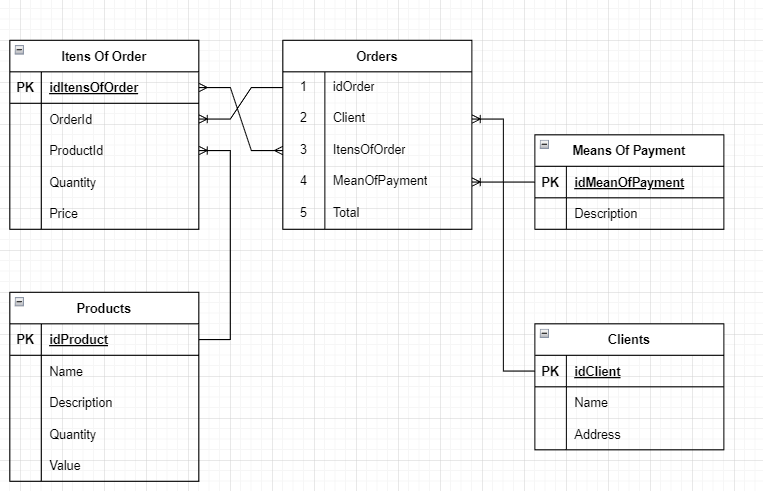 Itens Of Order
PK idItensOfOrder
OrderId
ProductId
Quantity
Price
Orders
1 idOrder
2 Client
3 ItensOfOrder
4 MeanOfPayment
5 Total
Means Of Payment
PK idMeanOfPayment
Description
Products
PK idProduct
Name
Description
Quantity
Value
Clients
PK idClient
Name
Address